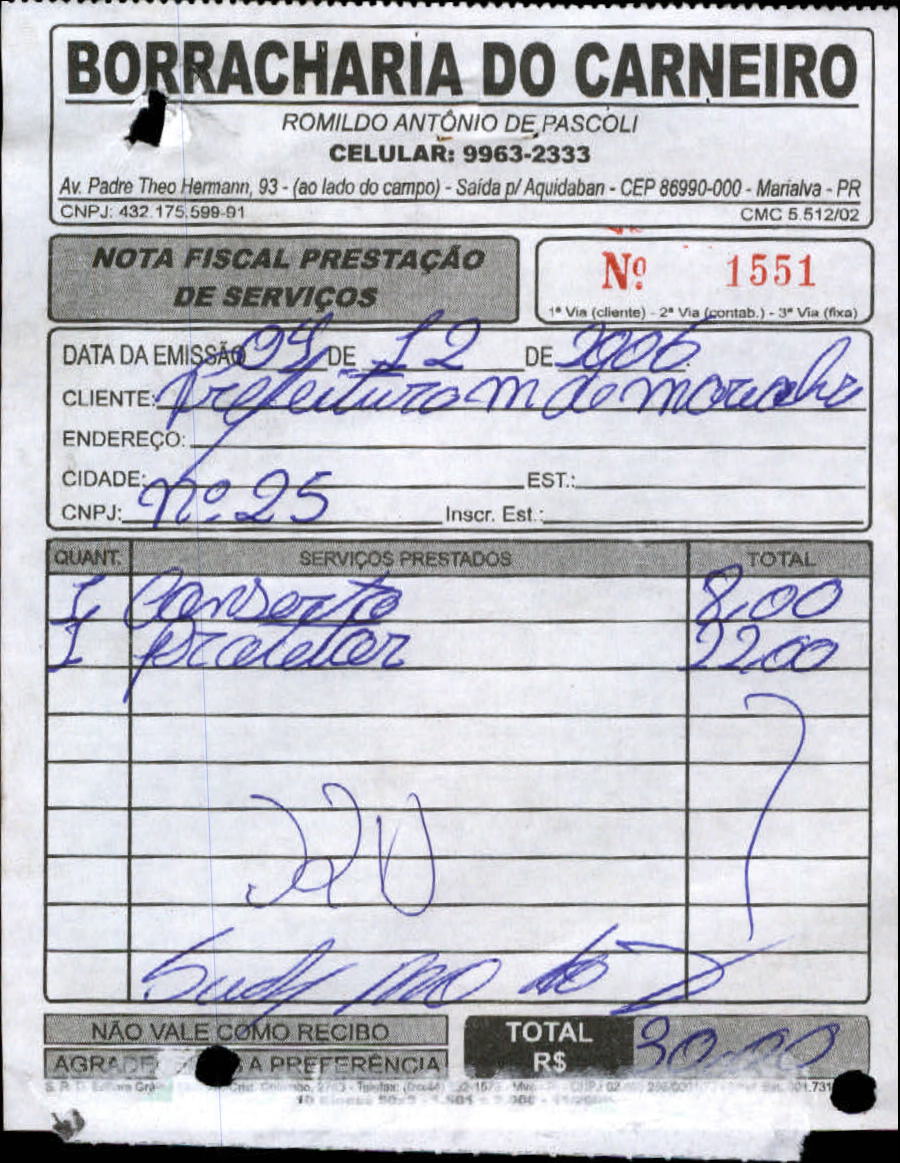 BORRACHARIA DO CARNEIRO
ROMILDO ANTÔNIO DE PASCOLI
CELULAR: 9963-2333
Av. Padre Theo Hermann, 93 - (ao lado do campo) - Saída p/ Aquidaban - CEP 86990-000 - Marialva - PR
CNPJ: 432.175.599-91 CMC 5.512/02
NOTA FISCAL PRESTAÇÃO
DE SERVIÇOS
Nº 1551
1ª Via (cliente) - 2ª Via (contab.) - 3ª Via (fixa)
DATA DA EMISSÃO DE 12 DE 2006
CLIENTE: Prefeitura M de
ENDEREÇO:
CIDADE: EST.:
CNPJ: nº 25 Inscr. Est.:
QUANT. SERVIÇOS PRESTADOS TOTAL
1 Conserto 8,00
1 22,00
NÃO VALE COMO RECIBO
A PREFERÊNCIA
TOTAL
R$ 30,00